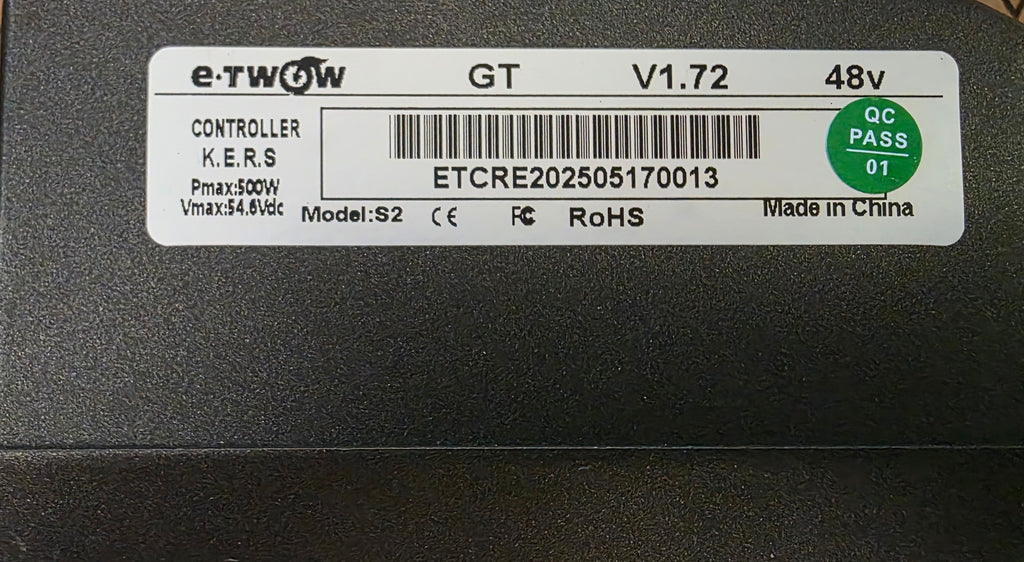 e·TWOW GT V1.72 48v
CONTROLLER
K.E.R.S
Pmax:500W
Vmax:54.6Vdc
ETCRE202505170013
QC
PASS
01
Model:S2 CE FC RoHS Made in China